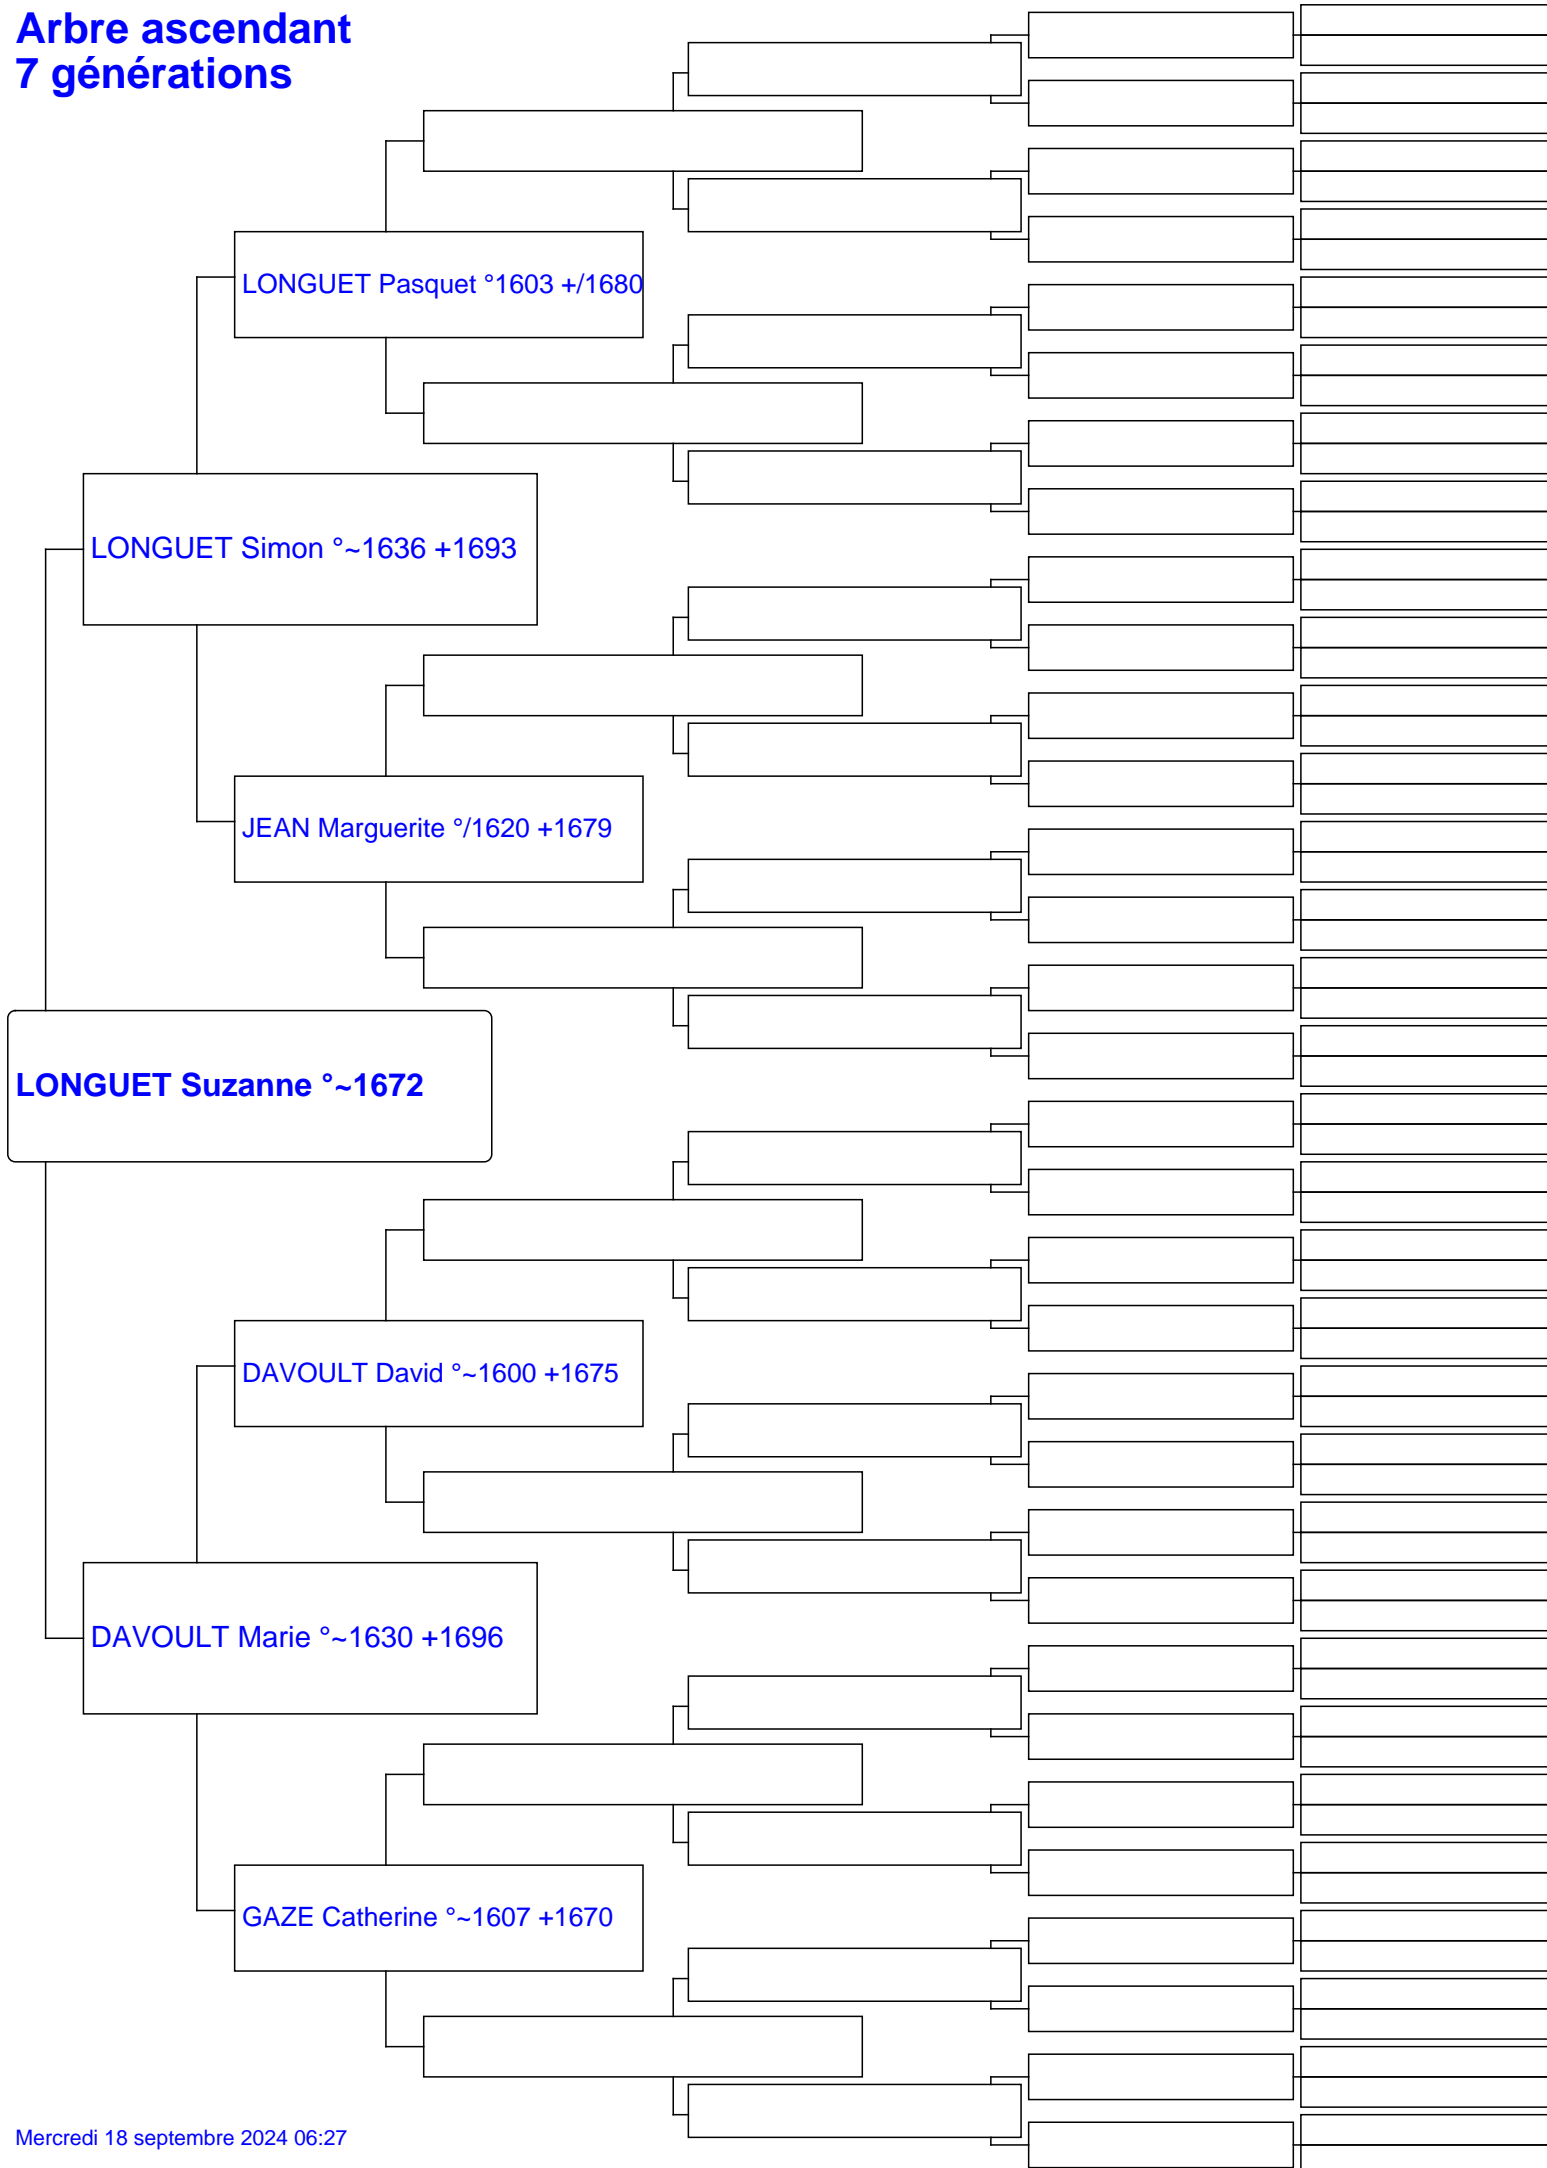 Arbre ascendant
7 générations
LONGUET Pasquet °1603 +/1680
LONGUET Simon °~1636 +1693
JEAN Marguerite °/1620 +1679
LONGUET Suzanne °~1672
DAVOULT David °~1600 +1675
DAVOULT Marie °~1630 +1696
GAZE Catherine °~1607 +1670
Mercredi 18 septembre 2024 06:27